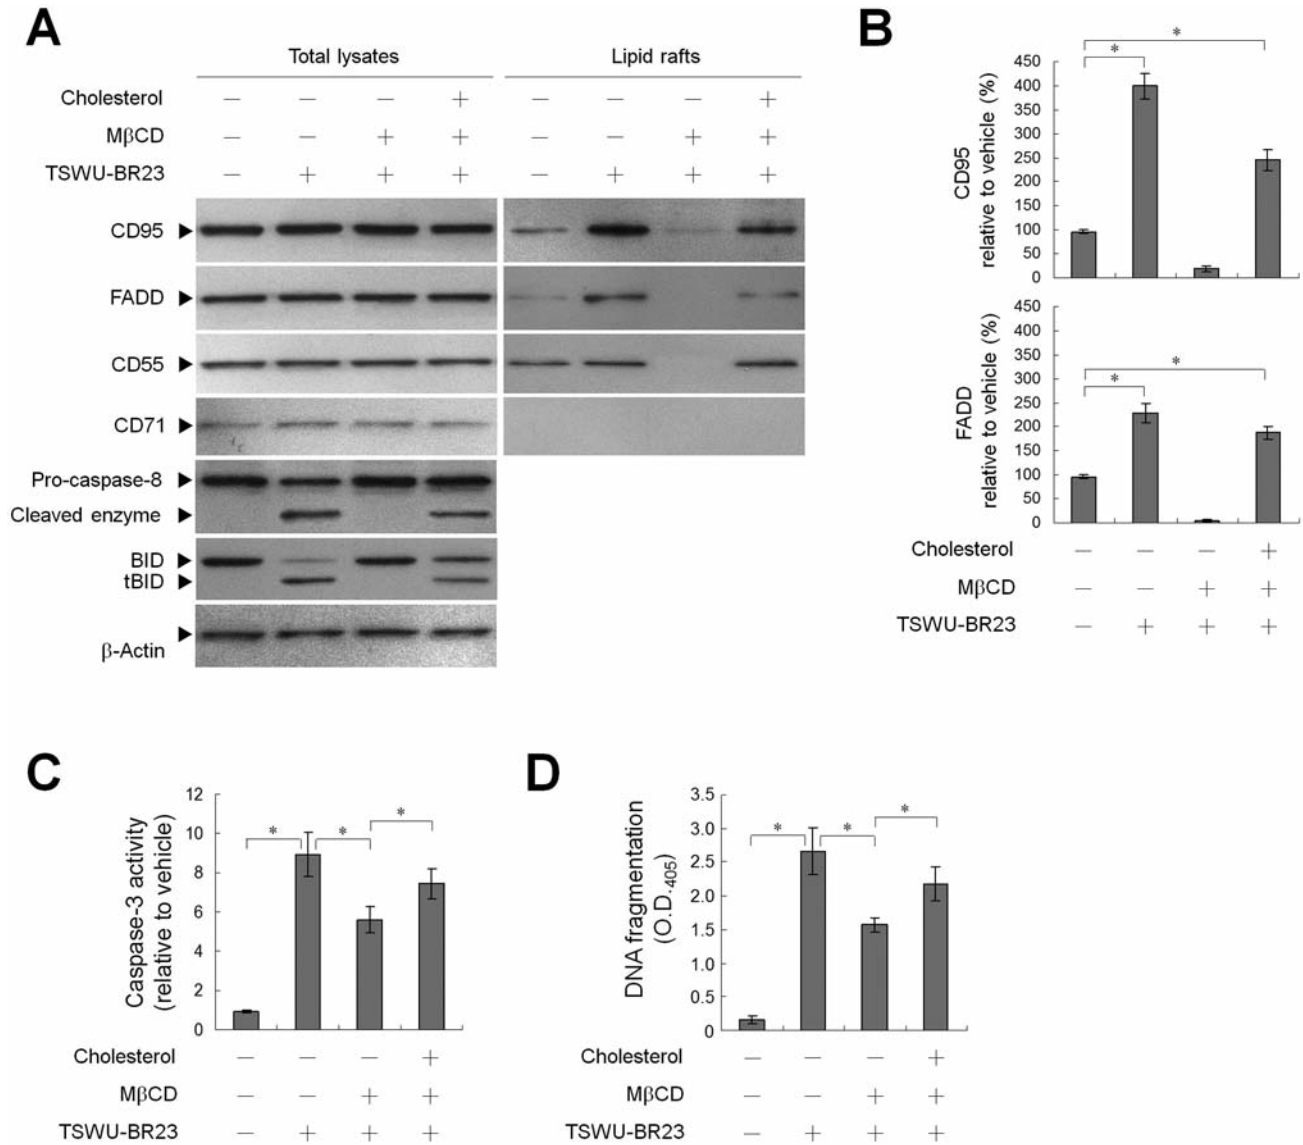 A
Total lysates
Lipid rafts
Cholesterol – – – + – – – +
MβCD – – + + – – + +
TSWU-BR23 – + + + – + + +
CD95
FADD
CD55
CD71
Pro-caspase-8
Cleaved enzyme
BID
tBID
β-Actin
B
CD95
relative to vehicle (%)
* *
450
400
350
300
250
200
150
100
50
0
FADD
relative to vehicle (%)
* *
450
400
350
300
250
200
150
100
50
0
Cholesterol – – – +
MβCD – – + +
TSWU-BR23 – + + +
C
Caspase-3 activity
(relative to vehicle)
* * *
12
10
8
6
4
2
0
Cholesterol – – – +
MβCD – – + +
TSWU-BR23 – + + +
D
DNA fragmentation
(O.D.405)
* * *
3.5
3.0
2.5
2.0
1.5
1.0
0.5
0
Cholesterol – – – +
MβCD – – + +
TSWU-BR23 – + + +